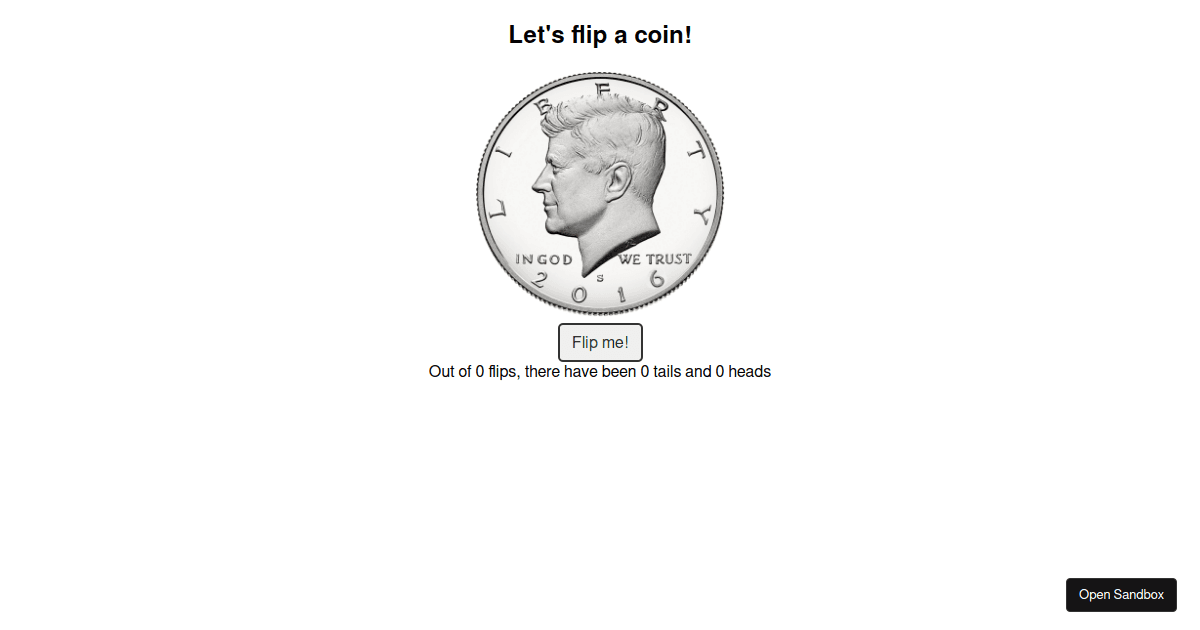 Let's flip a coin!
LIBERTY
IN GOD WE TRUST
S
2016
Flip me!
Out of 0 flips, there have been 0 tails and 0 heads
Open Sandbox